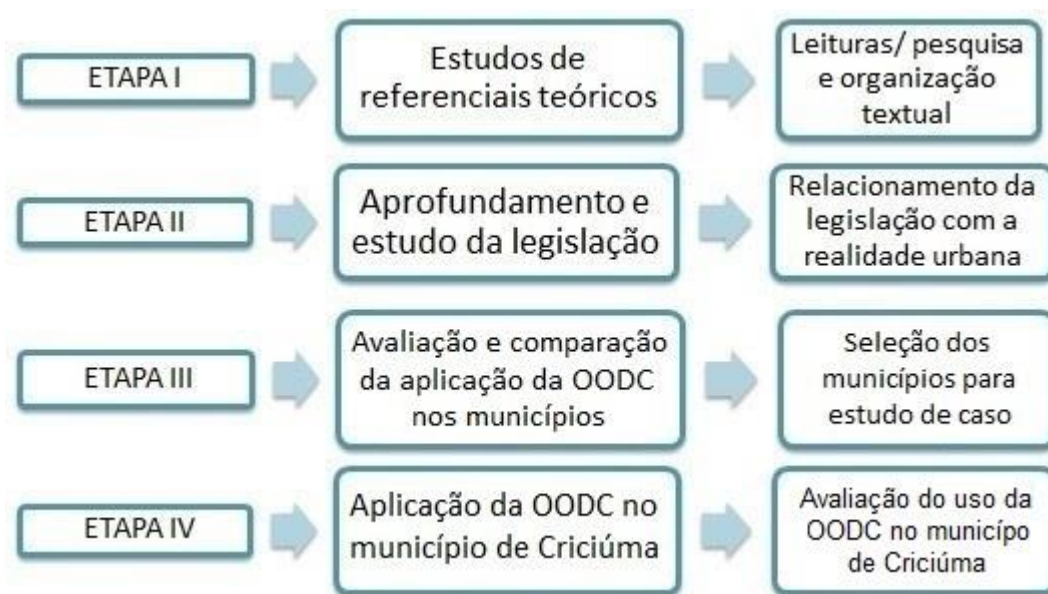 ETAPA I
Estudos de
referenciais teóricos
Leituras/ pesquisa
e organização
textual
ETAPA II
Aprofundamento e
estudo da legislação
Relacionamento da
legislação com a
realidade urbana
ETAPA III
Avaliação e comparação
da aplicação da OODC
nos municípios
Seleção dos
municípios para
estudo de caso
ETAPA IV
Aplicação da OODC no
município de Criciúma
Avaliação do uso da
OODC no municípo
de Criciúma